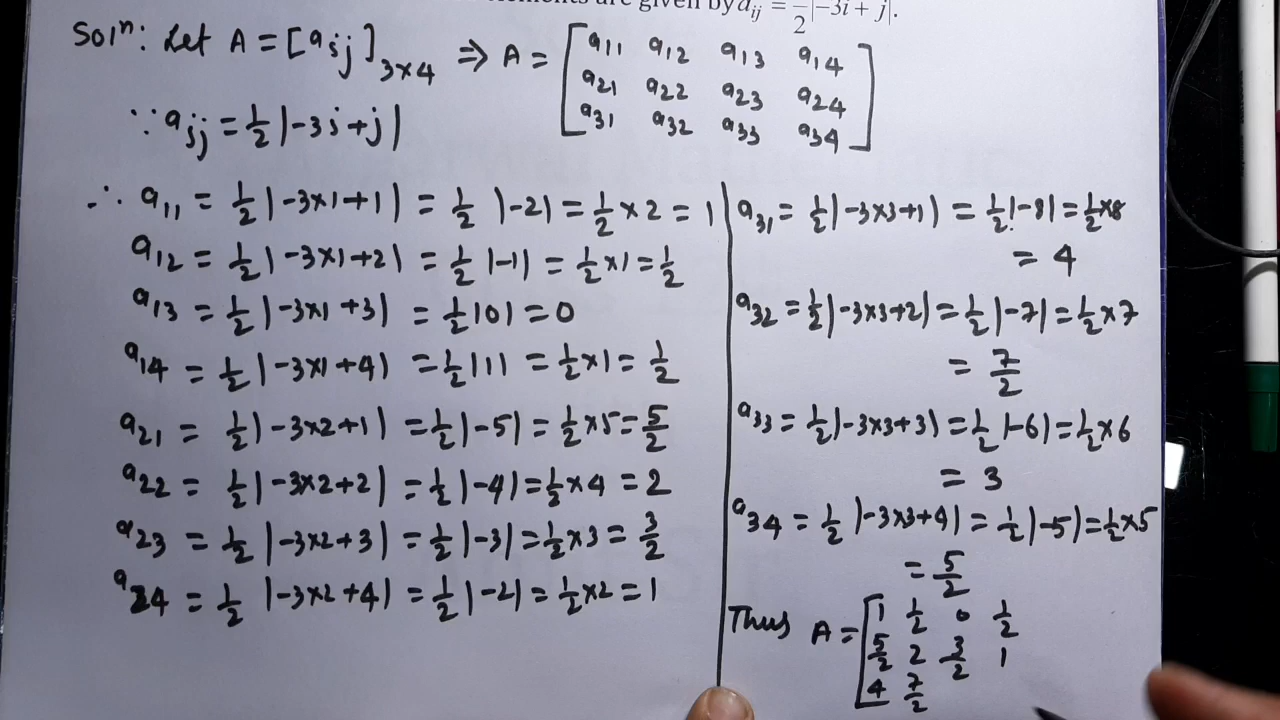 ements are given by a_ij = 1/2|−3i + j|.
Solⁿ: Let A = [a_ij]_3×4 ⇒ A = [a11 a12 a13 a14
a21 a22 a23 a24
a31 a32 a33 a34]
∵ a_ij = 1/2 |-3i+j|
∴ a11 = 1/2 |-3×1+1| = 1/2 |-2| = 1/2 × 2 = 1
a12 = 1/2 |-3×1+2| = 1/2 |-1| = 1/2 ×1 = 1/2
a13 = 1/2 |-3×1+3| = 1/2 |0| = 0
a14 = 1/2 |-3×1+4| = 1/2 |1| = 1/2 ×1 = 1/2
a21 = 1/2 |-3×2+1| = 1/2 |-5| = 1/2 ×5 = 5/2
a22 = 1/2 |-3×2+2| = 1/2 |-4| = 1/2 ×4 = 2
a23 = 1/2 |-3×2+3| = 1/2 |-3| = 1/2 ×3 = 3/2
a24 = 1/2 |-3×2+4| = 1/2 |-2| = 1/2 ×2 = 1
a31 = 1/2 |-3×3+1| = 1/2 |-8| = 1/2 ×8
= 4
a32 = 1/2 |-3×3+2| = 1/2 |-7| = 1/2 ×7
= 7/2
a33 = 1/2 |-3×3+3| = 1/2 |-6| = 1/2 ×6
= 3
a34 = 1/2 |-3×3+4| = 1/2 |-5| = 1/2 ×5
= 5/2
Thus A = [1 1/2 0 1/2
5/2 2 3/2 1
4 7/2